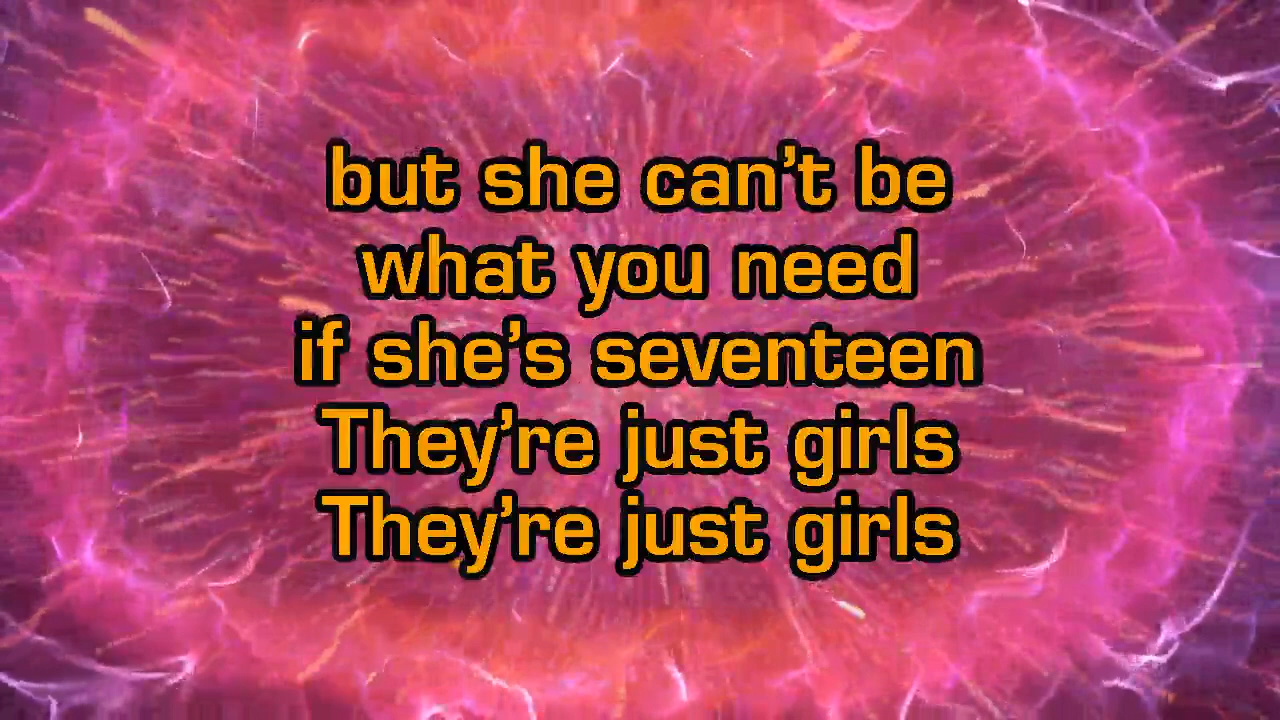 but she can’t be
what you need
if she’s seventeen
They’re just girls
They’re just girls